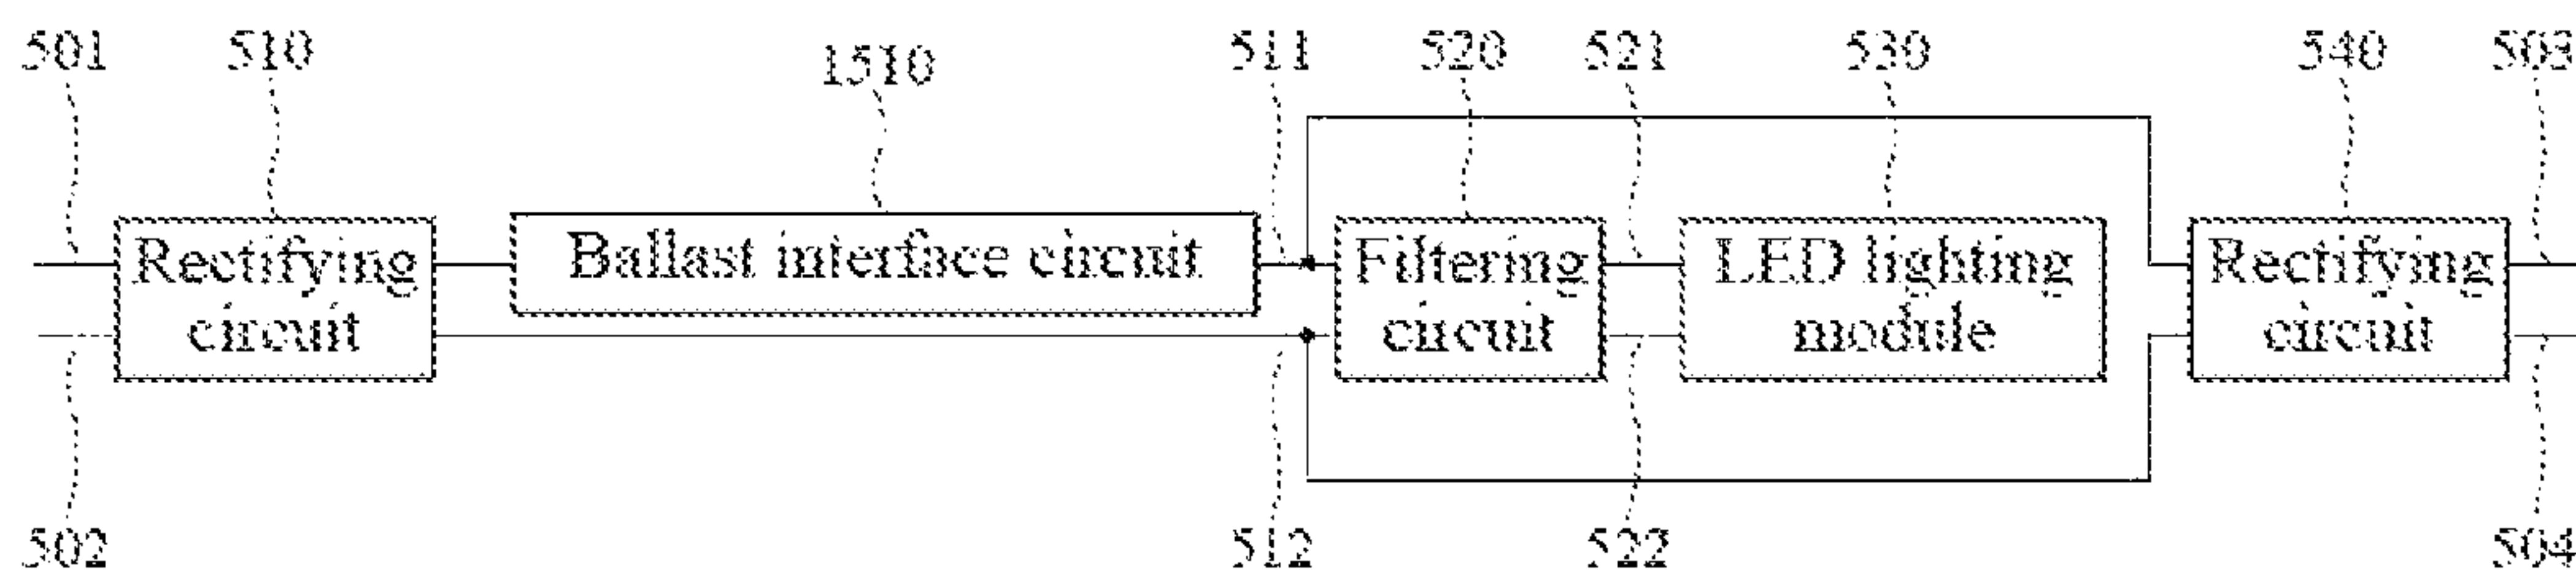 501 510 1510 511 520 521 530 540 503
Rectifying circuit
Ballast interface circuit
Filtering circuit
LED lighting module
Rectifying circuit
502 512 522 504